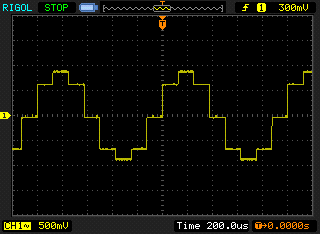 RIGOL STOP T 1 300mV
T
1
CH1 500mV Time 200.0us T→0.0000s